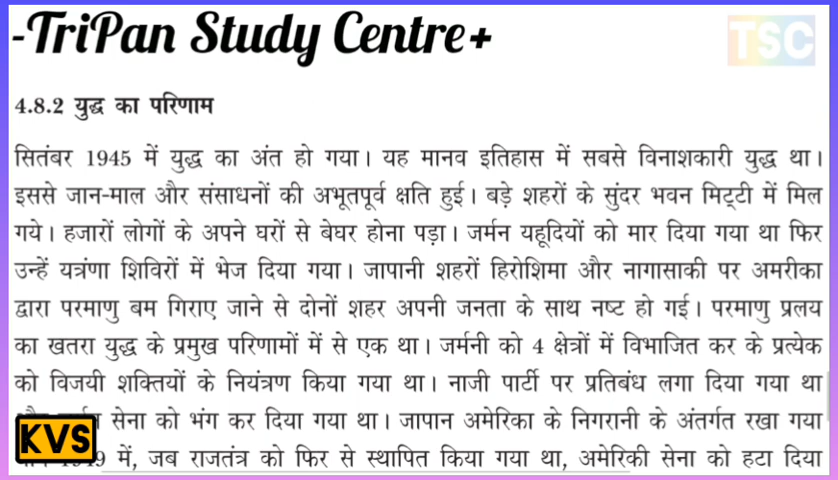 -TriPan Study Centre+
TSC
4.8.2 युद्ध का परिणाम
सितंबर 1945 में युद्ध का अंत हो गया। यह मानव इतिहास में सबसे विनाशकारी युद्ध था।
इससे जान-माल और संसाधनों की अभूतपूर्व क्षति हुई। बड़े शहरों के सुंदर भवन मिट्टी में मिल
गये। हजारों लोगों के अपने घरों से बेघर होना पड़ा। जर्मन यहूदियों को मार दिया गया था फिर
उन्हें यत्रंणा शिविरों में भेज दिया गया। जापानी शहरों हिरोशिमा और नागासाकी पर अमरीका
द्वारा परमाणु बम गिराए जाने से दोनों शहर अपनी जनता के साथ नष्ट हो गई। परमाणु प्रलय
का खतरा युद्ध के प्रमुख परिणामों में से एक था। जर्मनी को 4 क्षेत्रों में विभाजित कर के प्रत्येक
को विजयी शक्तियों के नियंत्रण किया गया था। नाजी पार्टी पर प्रतिबंध लगा दिया गया था
सेना को भंग कर दिया गया था। जापान अमेरिका के निगरानी के अंतर्गत रखा गया
KVS
में, जब राजतंत्र को फिर से स्थापित किया गया था, अमेरिकी सेना को हटा दिया